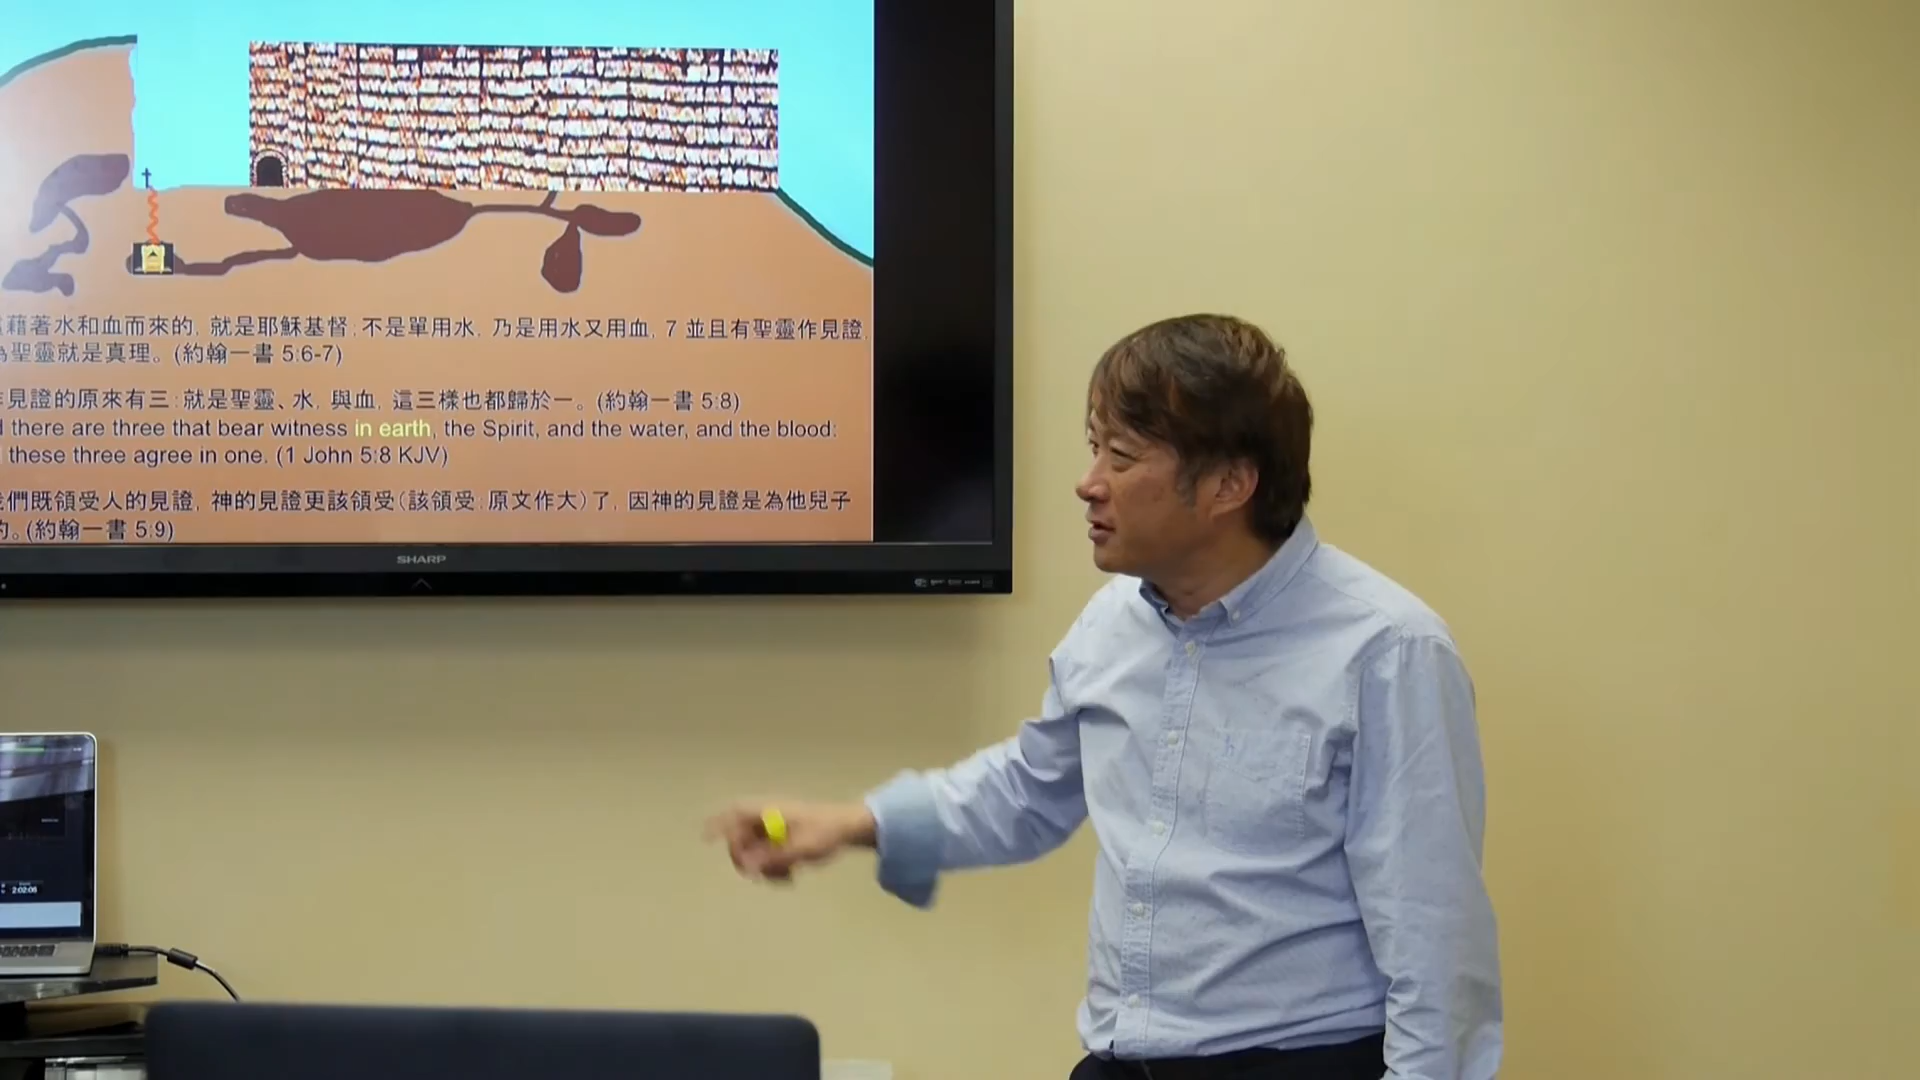 藉著水和血而來的, 就是耶穌基督; 不是單用水, 乃是用水又用血, 7 並且有聖靈作見證,
為聖靈就是真理。(約翰一書 5:6-7)
作見證的原來有三: 就是聖靈、水, 與血, 這三樣也都歸於一。(約翰一書 5:8)
there are three that bear witness in earth, the Spirit, and the water, and the blood:
these three agree in one. (1 John 5:8 KJV)
們既領受人的見證, 神的見證更該領受(該領受: 原文作大)了, 因神的見證是為他兒子
的。(約翰一書 5:9)
SHARP
2:02:06